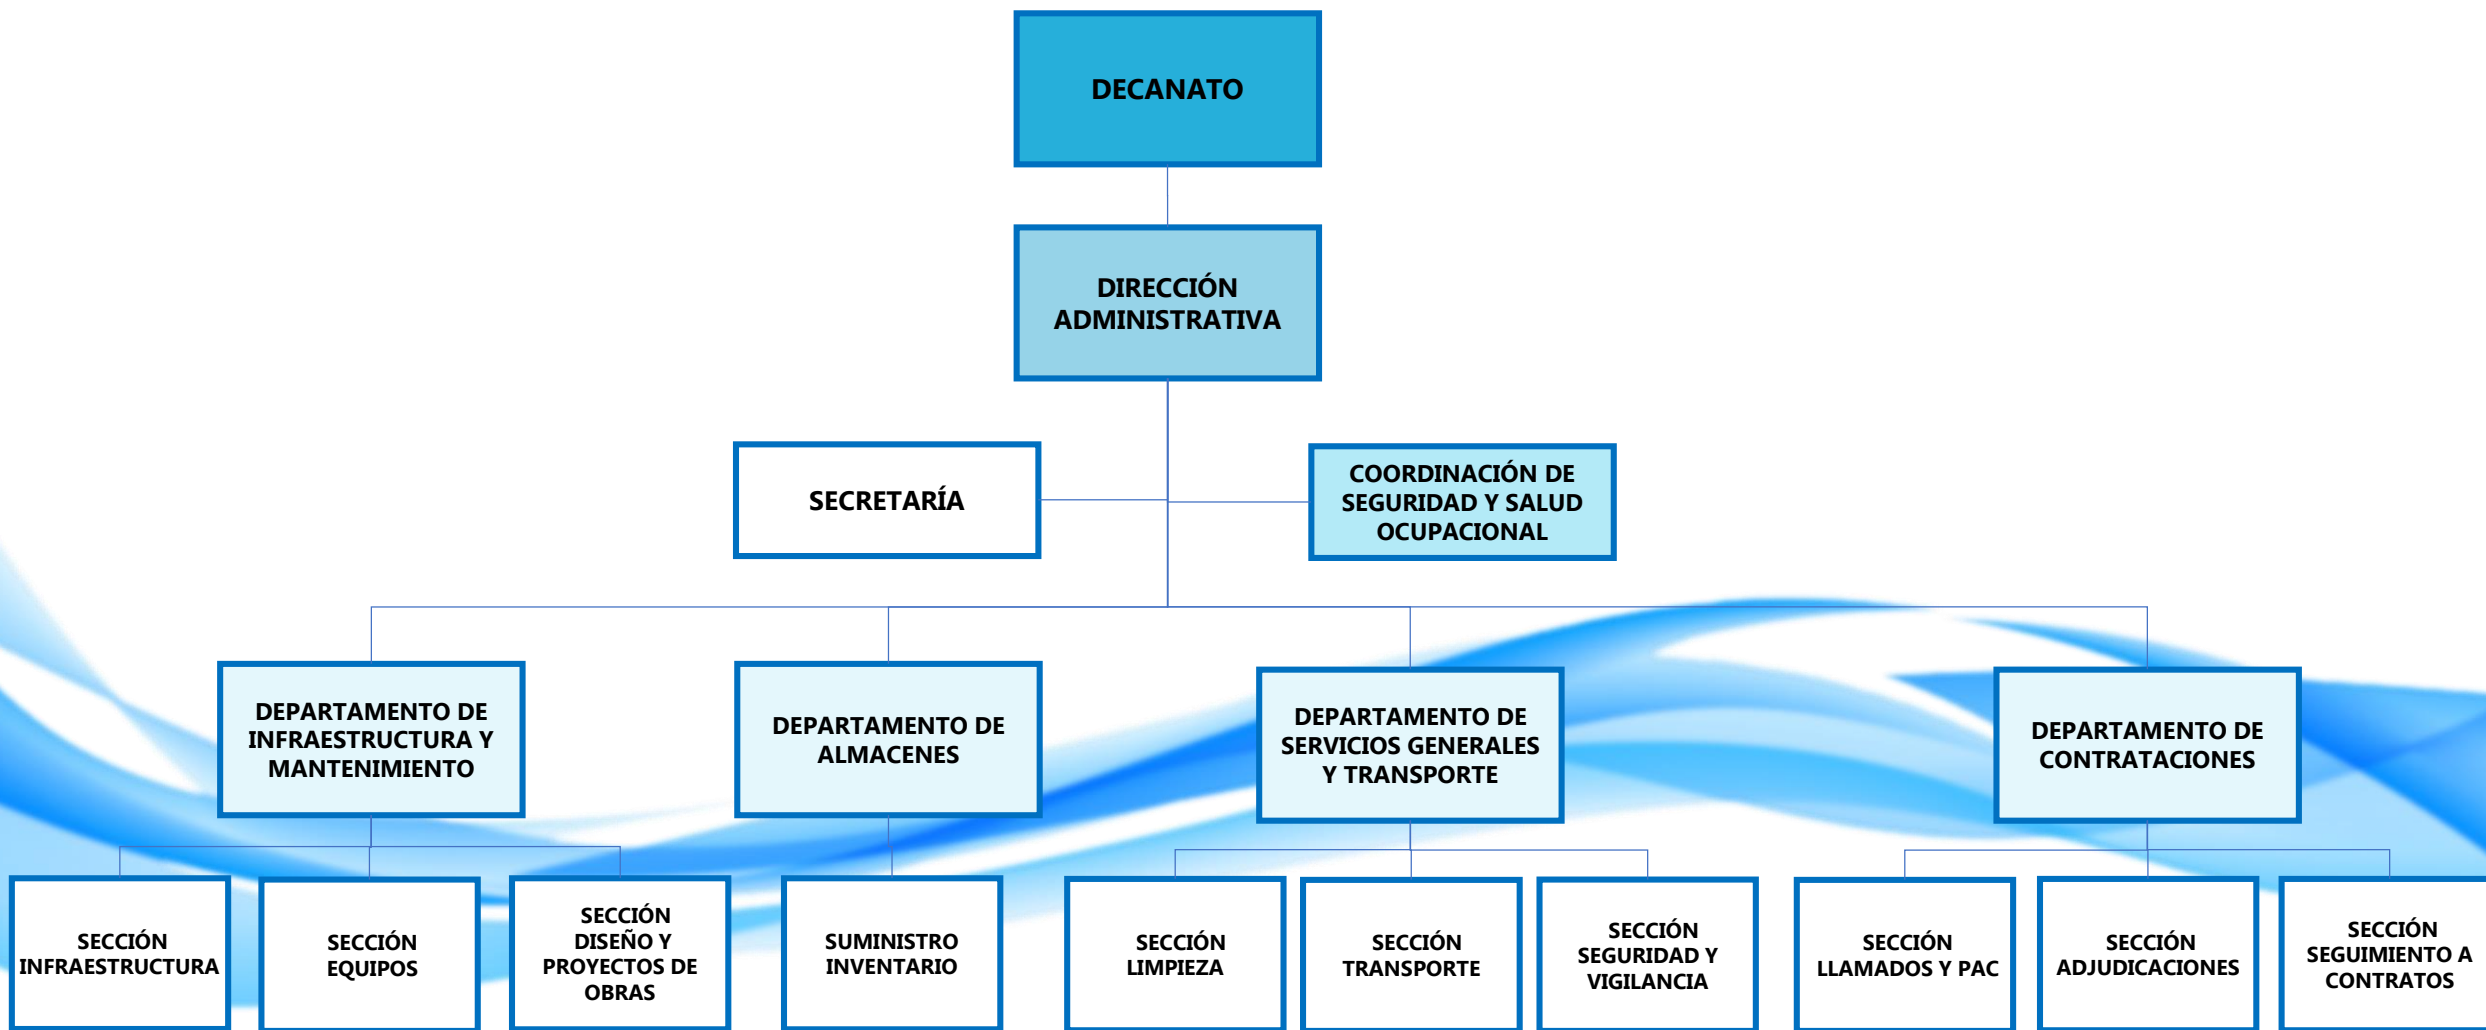 DECANATO
DIRECCIÓN
ADMINISTRATIVA
SECRETARÍA
COORDINACIÓN DE
SEGURIDAD Y SALUD
OCUPACIONAL
DEPARTAMENTO DE
INFRAESTRUCTURA Y
MANTENIMIENTO
DEPARTAMENTO DE
ALMACENES
DEPARTAMENTO DE
SERVICIOS GENERALES
Y TRANSPORTE
DEPARTAMENTO DE
CONTRATACIONES
SECCIÓN
INFRAESTRUCTURA
SECCIÓN
EQUIPOS
SECCIÓN
DISEÑO Y
PROYECTOS DE
OBRAS
SUMINISTRO
INVENTARIO
SECCIÓN
LIMPIEZA
SECCIÓN
TRANSPORTE
SECCIÓN
SEGURIDAD Y
VIGILANCIA
SECCIÓN
LLAMADOS Y PAC
SECCIÓN
ADJUDICACIONES
SECCIÓN
SEGUIMIENTO A
CONTRATOS